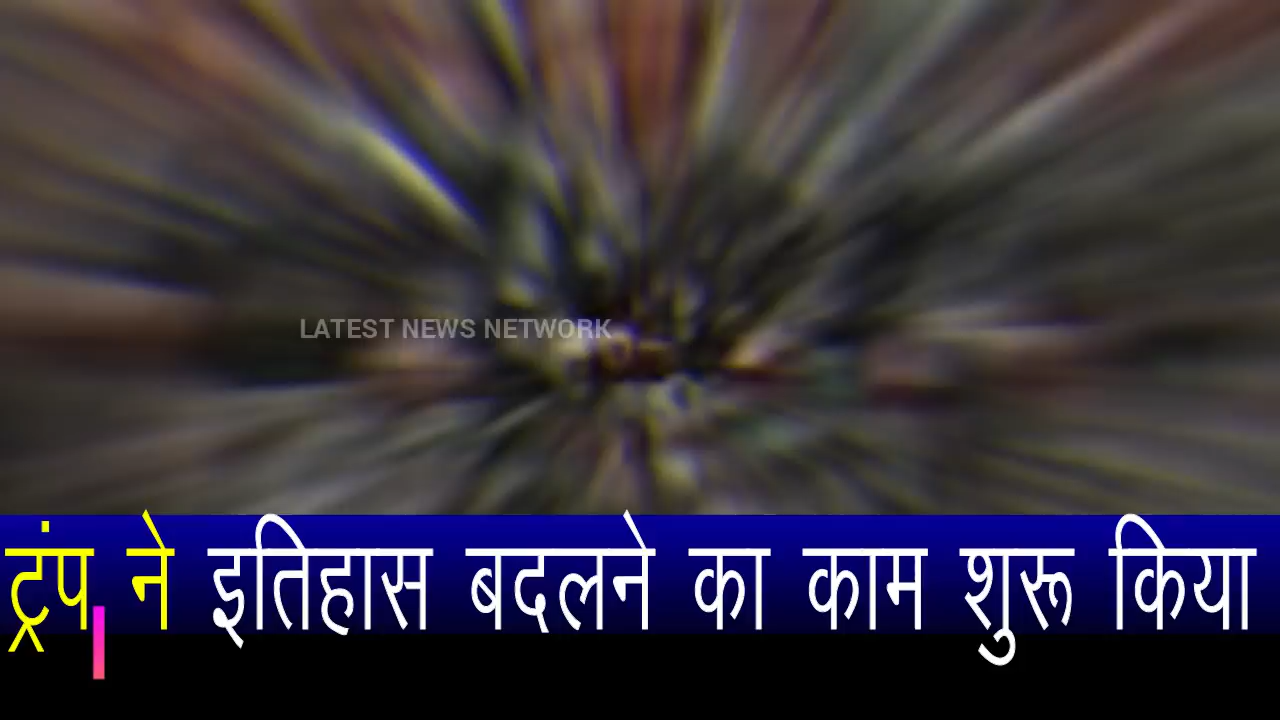 LATEST NEWS NETWORK
ट्रंप ने इतिहास बदलने का काम शुरू किया